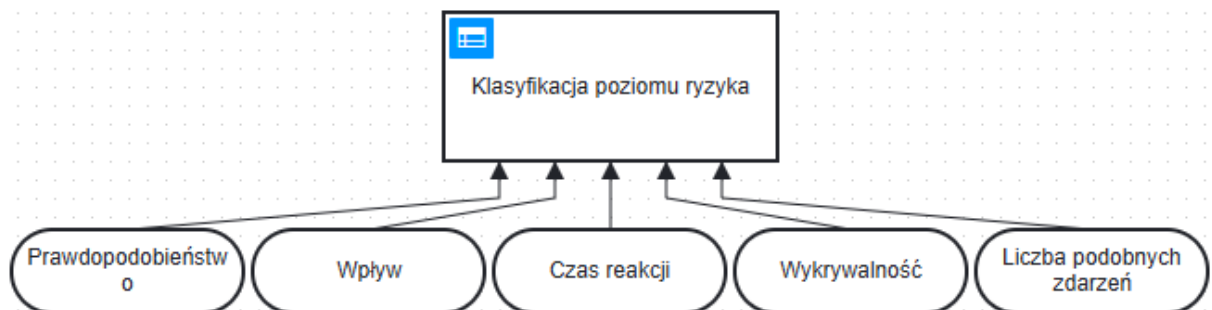 Klasyfikacja poziomu ryzyka
Prawdopodobieństw
o
Wpływ
Czas reakcji
Wykrywalność
Liczba podobnych
zdarzeń